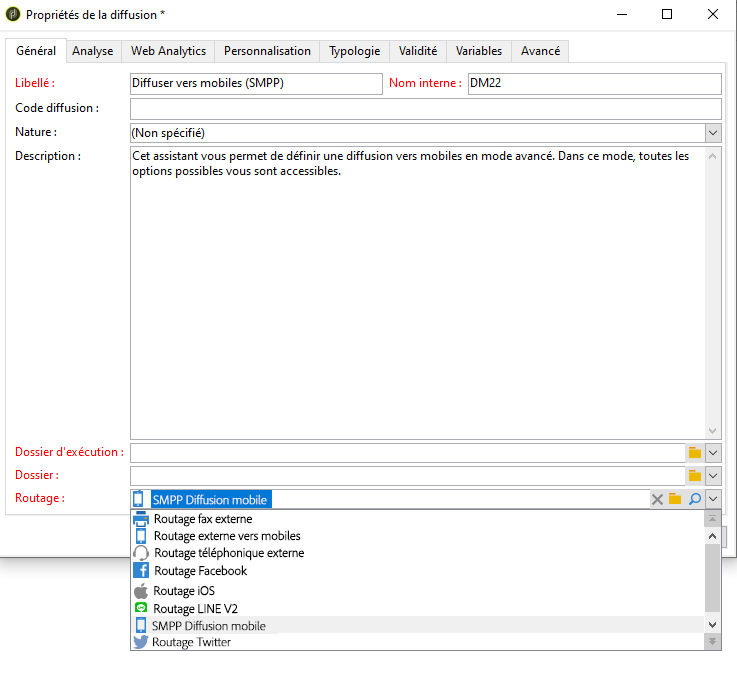 Propriétés de la diffusion *
Général Analyse Web Analytics Personnalisation Typologie Validité Variables Avancé
Libellé : Diffuser vers mobiles (SMPP) Nom interne : DM22
Code diffusion :
Nature : (Non spécifié)
Description : Cet assistant vous permet de définir une diffusion vers mobiles en mode avancé. Dans ce mode, toutes les
options possibles vous sont accessibles.
Dossier d'exécution :
Dossier :
Routage : SMPP Diffusion mobile
Routage fax externe
Routage externe vers mobiles
Routage téléphonique externe
Routage Facebook
Routage iOS
Routage LINE V2
SMPP Diffusion mobile
Routage Twitter